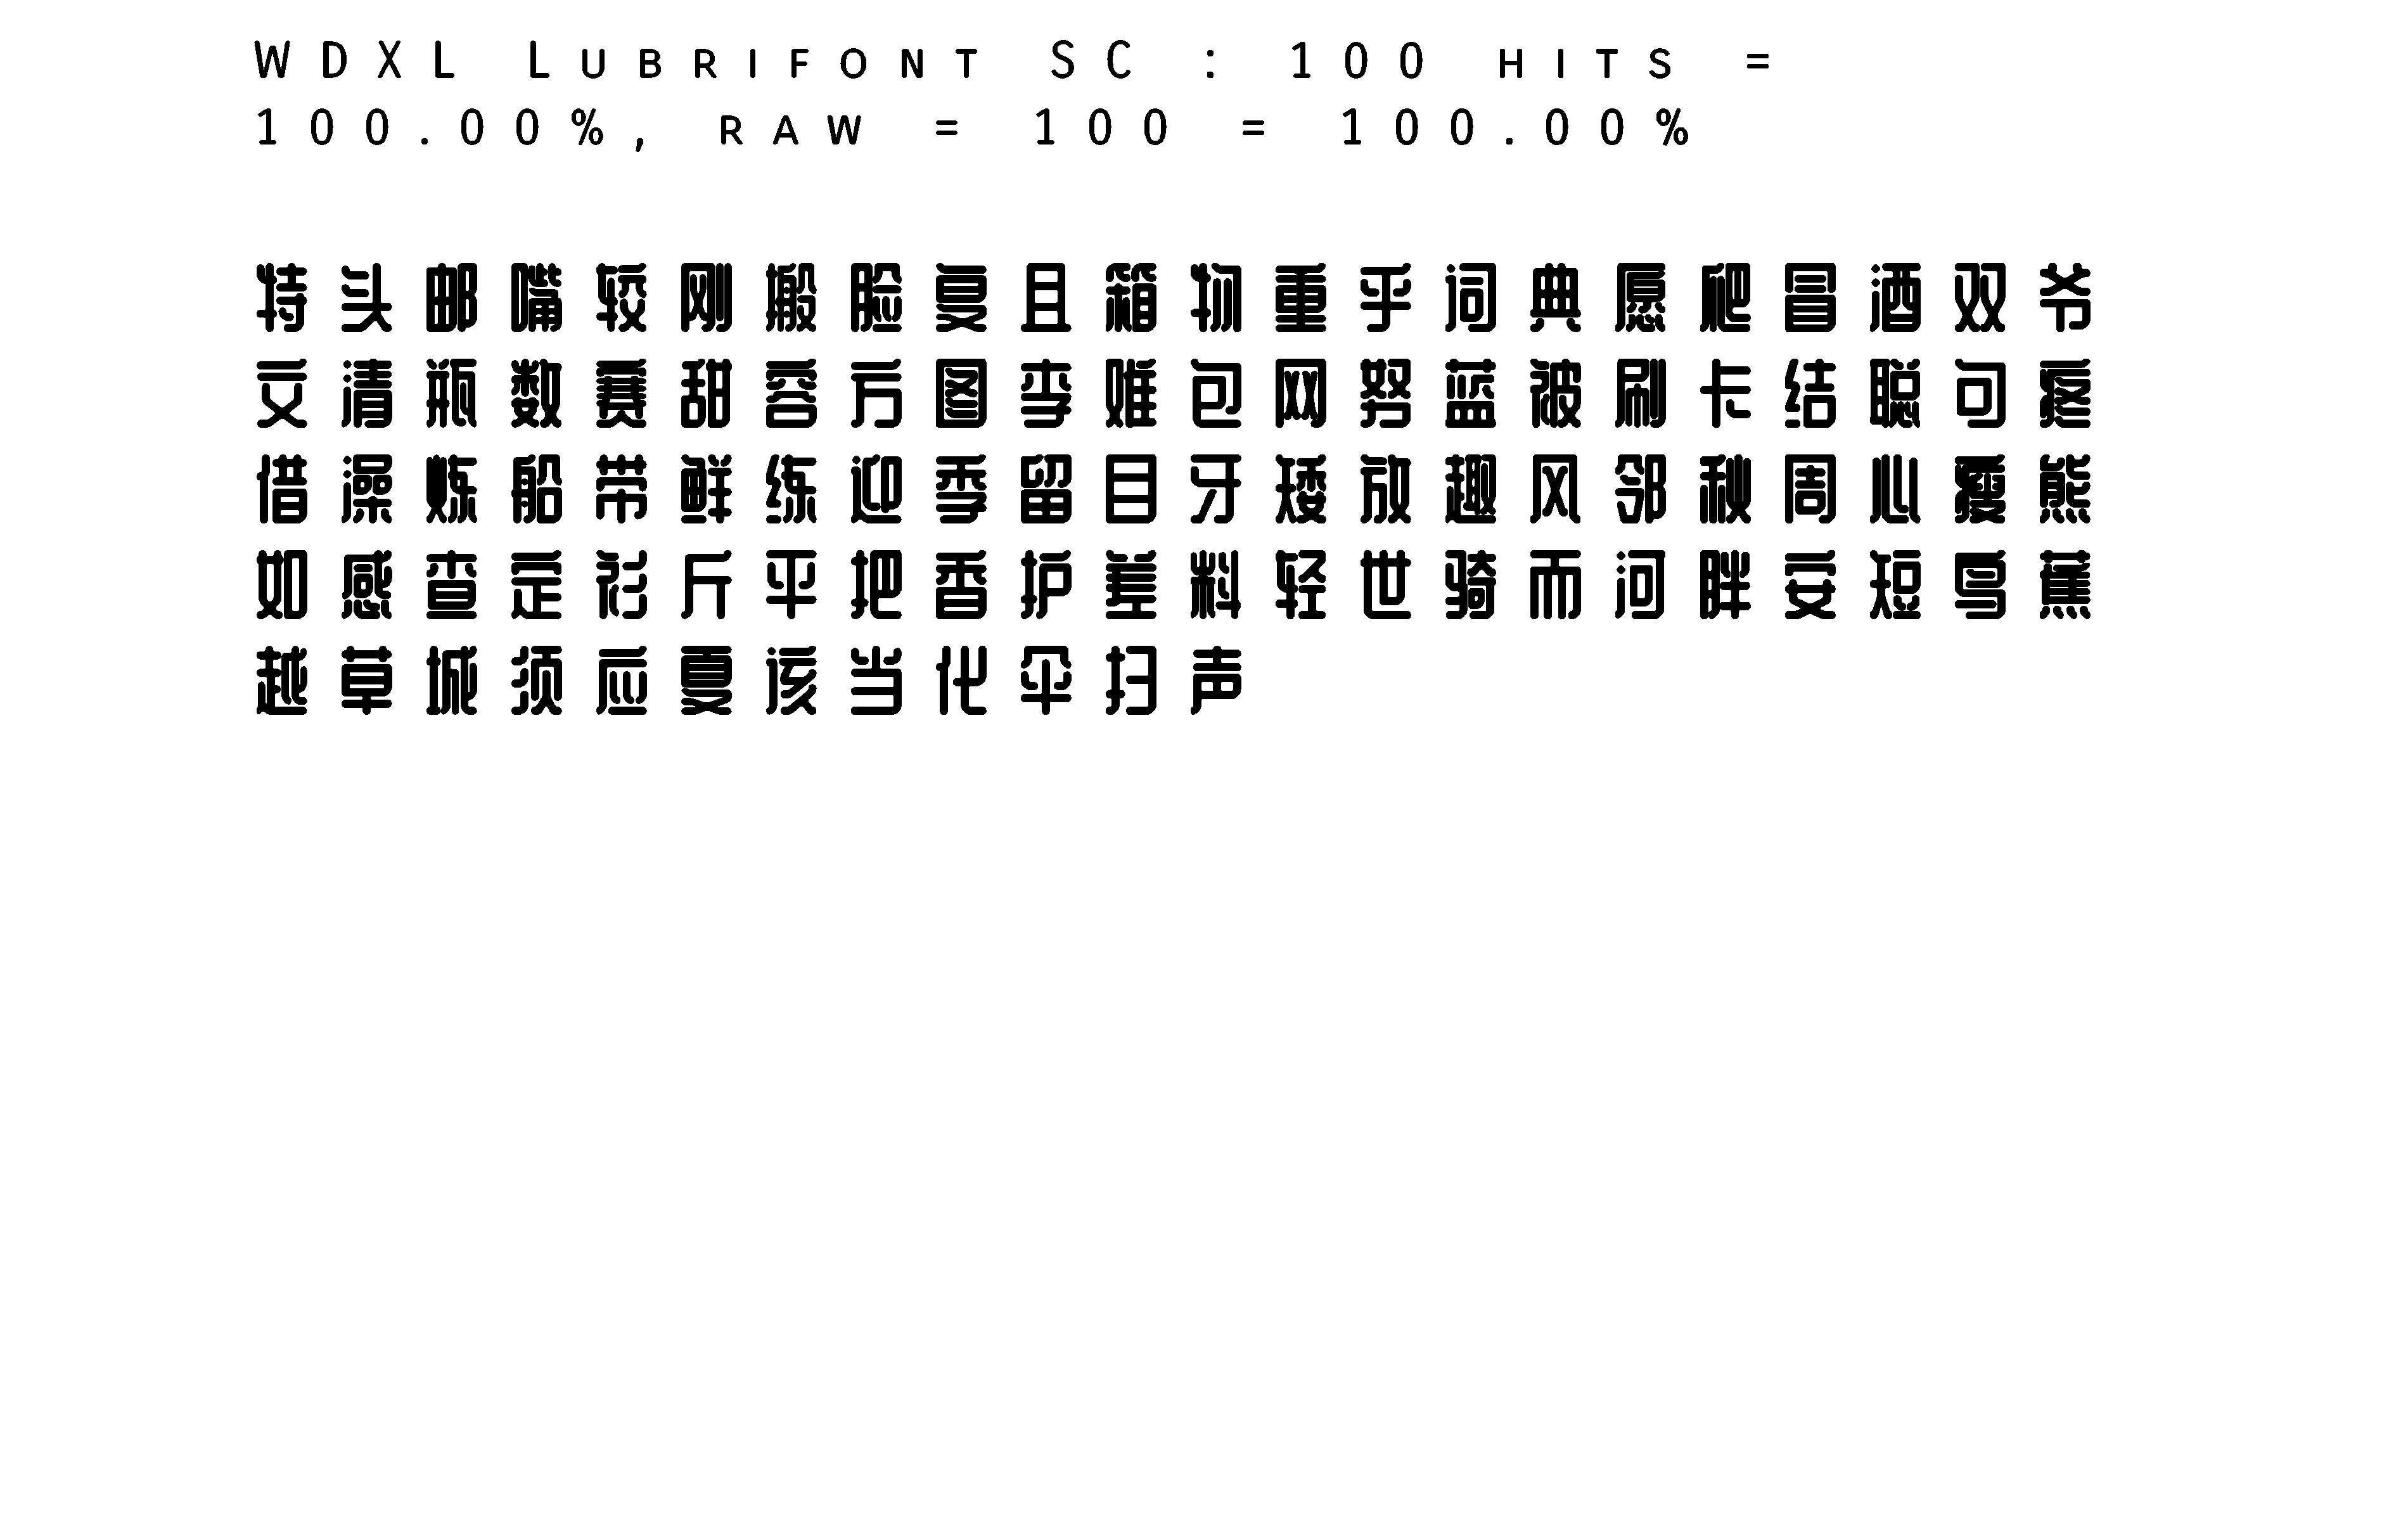 WDXL Lubrifont SC : 100 hits =
100.00%, raw = 100 = 100.00%
特头邮嘴较刚搬脸复且箱物重乎词典愿爬冒酒双爷
文清瓶数赛甜容方图李难包网努蓝被刷卡结聪句疼
借澡烁船带鲜练迎季留目牙矮放趣风邻秋周心瘦熊
如感查定衫斤平把香护差料轻世骑而河胖安短鸟蕉
越草城须应夏该当化伞扫声